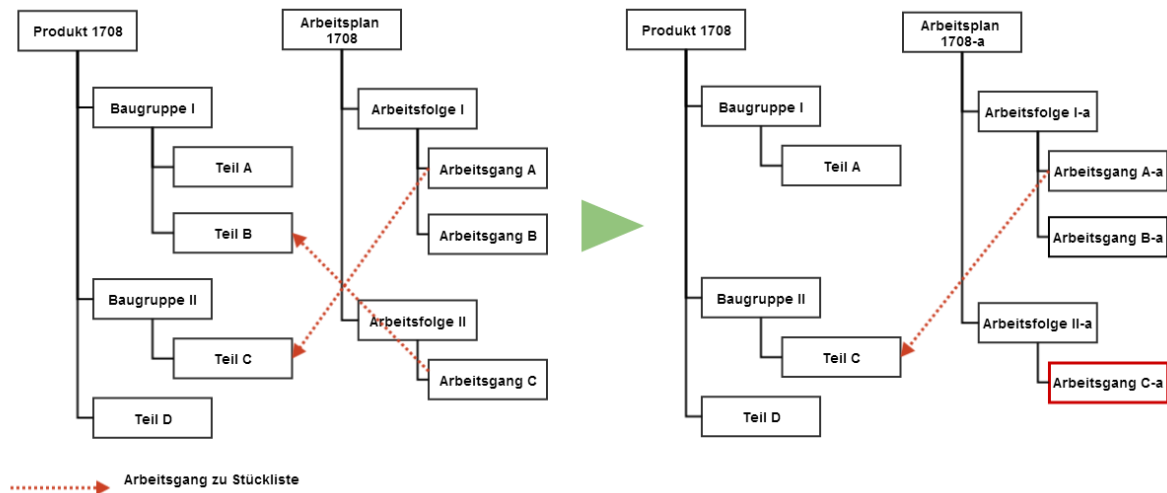 Produkt 1708
Baugruppe I
Teil A
Teil B
Baugruppe II
Teil C
Teil D
Arbeitsplan
1708
Arbeitsfolge I
Arbeitsgang A
Arbeitsgang B
Arbeitsfolge II
Arbeitsgang C
Produkt 1708
Baugruppe I
Teil A
Baugruppe II
Teil C
Teil D
Arbeitsplan
1708-a
Arbeitsfolge I-a
Arbeitsgang A-a
Arbeitsgang B-a
Arbeitsfolge II-a
Arbeitsgang C-a
Arbeitsgang zu Stückliste